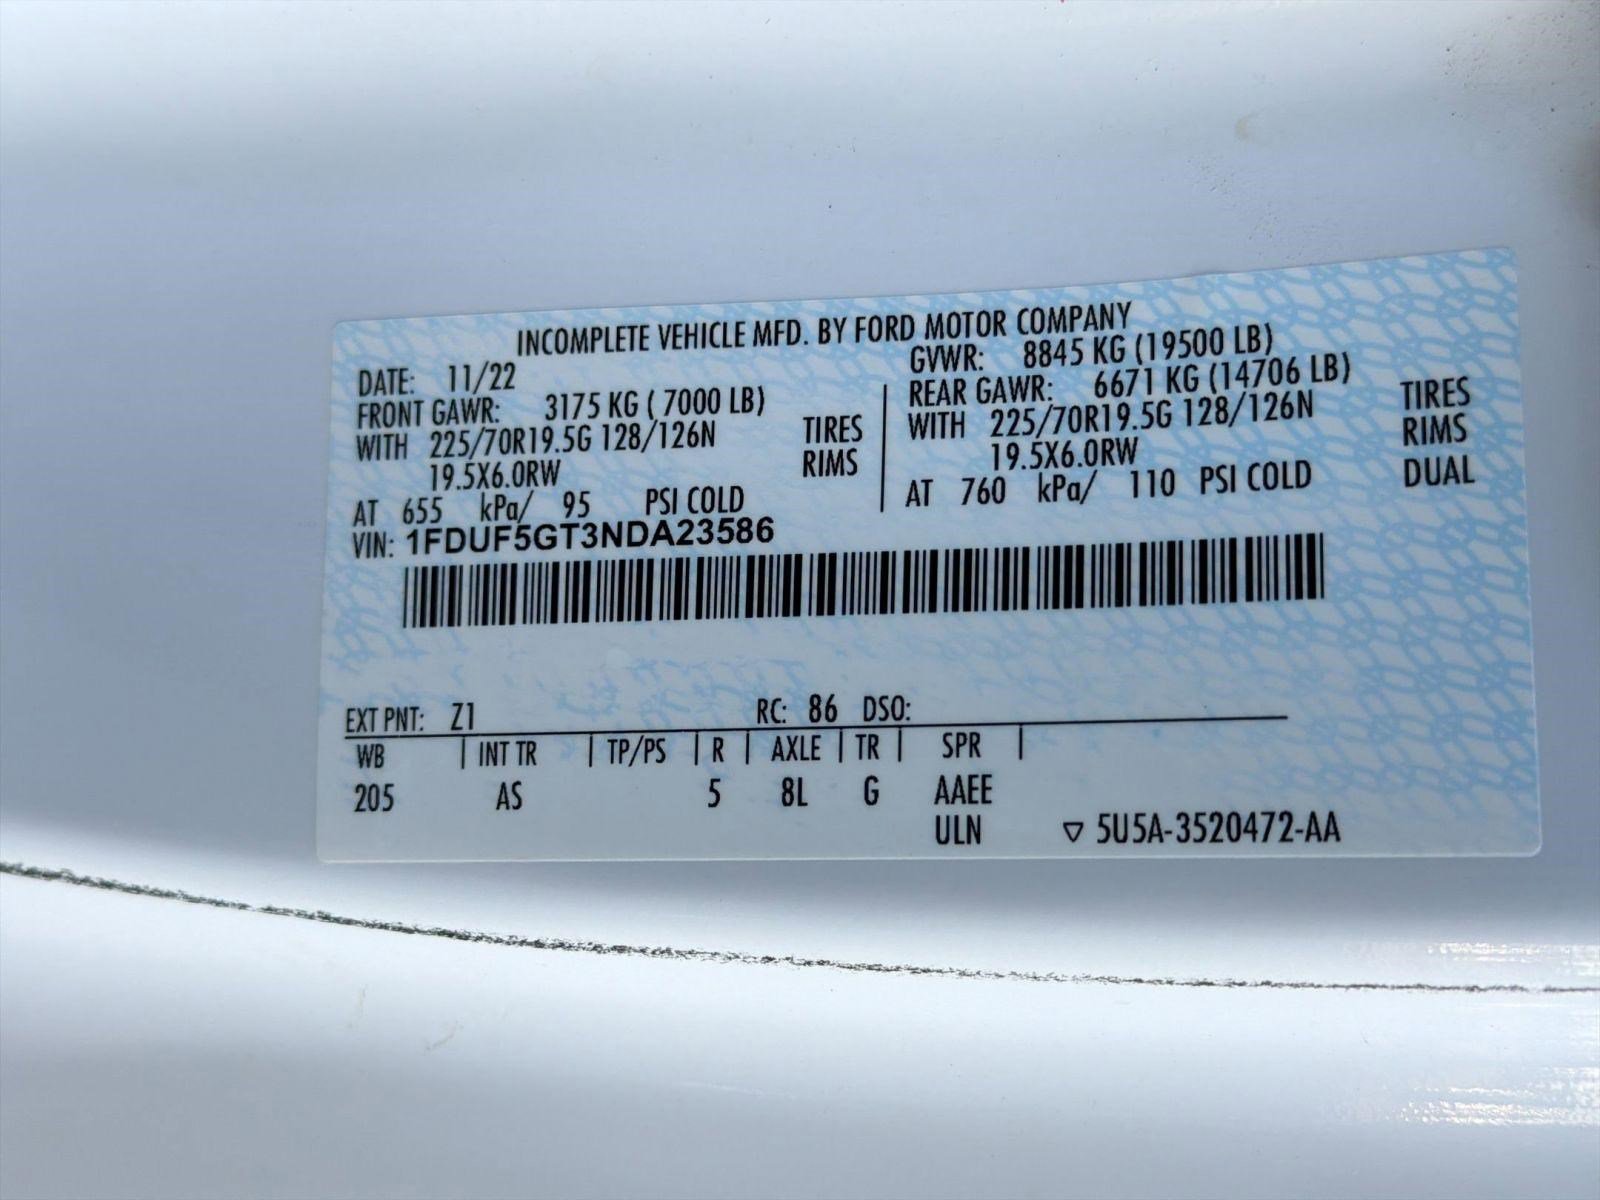 INCOMPLETE VEHICLE MFD. BY FORD MOTOR COMPANY
DATE: 11/22 GVWR: 8845 KG (19500 LB)
FRONT GAWR: 3175 KG ( 7000 LB) REAR GAWR: 6671 KG (14706 LB)
WITH 225/70R19.5G 128/126N TIRES WITH 225/70R19.5G 128/126N TIRES
19.5X6.0RW RIMS 19.5X6.0RW RIMS
AT 655 kPa/ 95 PSI COLD AT 760 kPa/ 110 PSI COLD DUAL
VIN: 1FDUF5GT3NDA23586
EXT PNT: Z1 RC: 86 DSO:
WB | INT TR | TP/PS | R | AXLE | TR | SPR |
205 AS 5 8L G AAEE
ULN ▽ 5U5A-3520472-AA